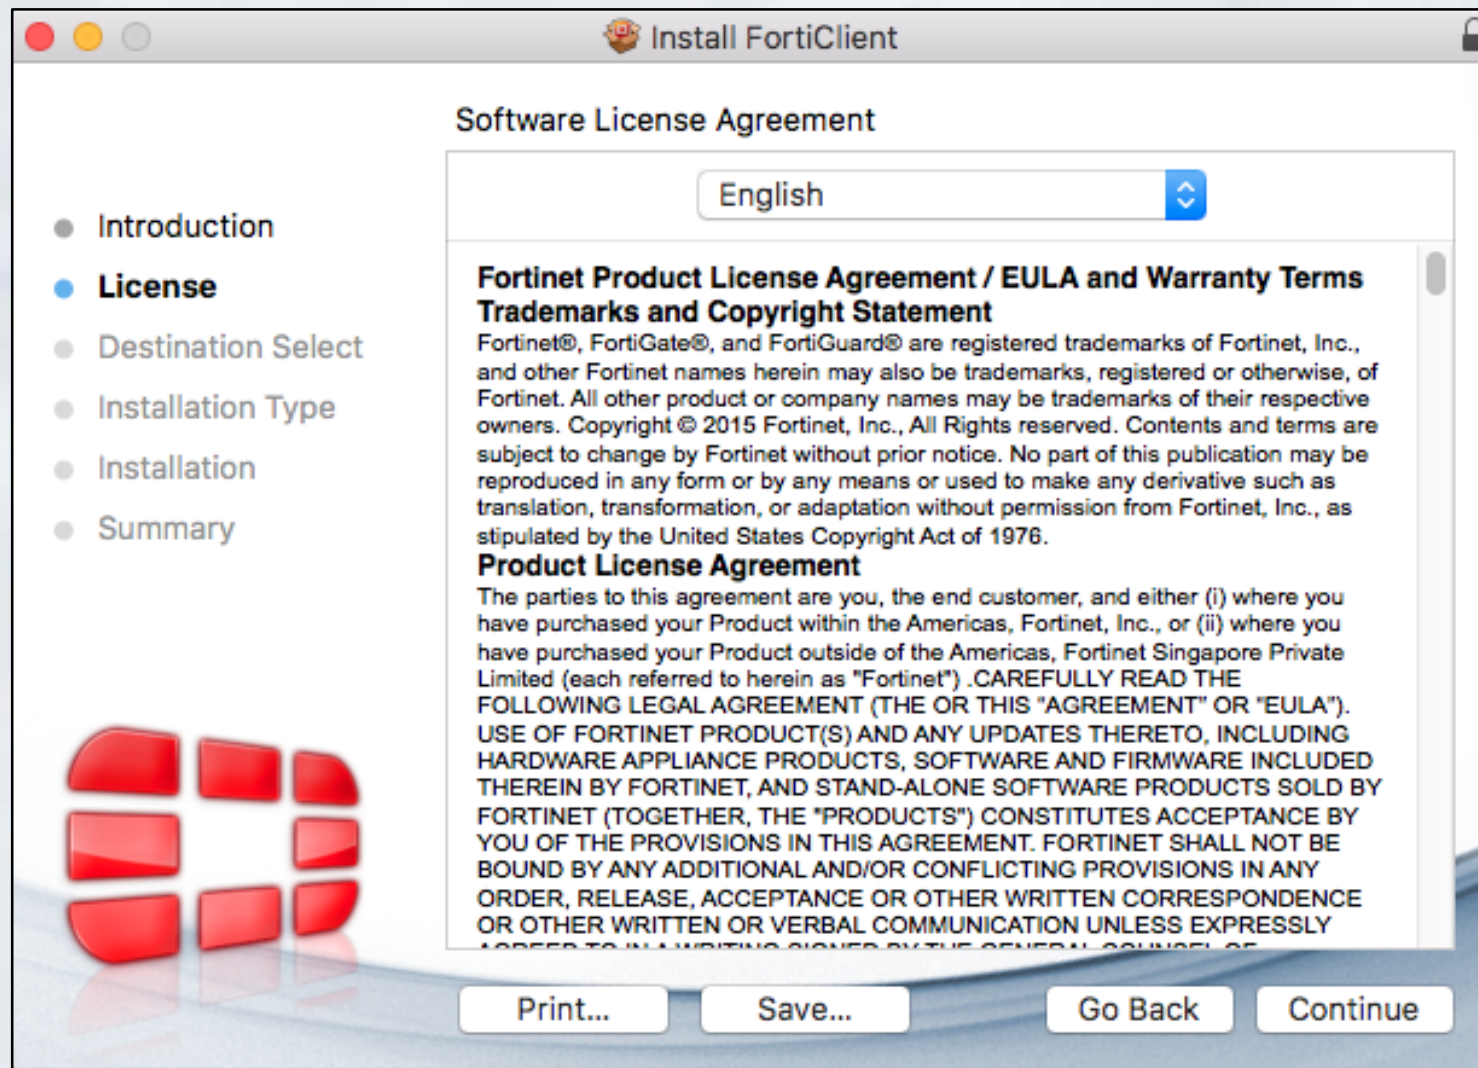 Install FortiClient
Software License Agreement
English
Introduction
License
Destination Select
Installation Type
Installation
Summary
Fortinet Product License Agreement / EULA and Warranty Terms
Trademarks and Copyright Statement
Fortinet®, FortiGate®, and FortiGuard® are registered trademarks of Fortinet, Inc.,
and other Fortinet names herein may also be trademarks, registered or otherwise, of
Fortinet. All other product or company names may be trademarks of their respective
owners. Copyright © 2015 Fortinet, Inc., All Rights reserved. Contents and terms are
subject to change by Fortinet without prior notice. No part of this publication may be
reproduced in any form or by any means or used to make any derivative such as
translation, transformation, or adaptation without permission from Fortinet, Inc., as
stipulated by the United States Copyright Act of 1976.
Product License Agreement
The parties to this agreement are you, the end customer, and either (i) where you
have purchased your Product within the Americas, Fortinet, Inc., or (ii) where you
have purchased your Product outside of the Americas, Fortinet Singapore Private
Limited (each referred to herein as "Fortinet") .CAREFULLY READ THE
FOLLOWING LEGAL AGREEMENT (THE OR THIS "AGREEMENT" OR "EULA").
USE OF FORTINET PRODUCT(S) AND ANY UPDATES THERETO, INCLUDING
HARDWARE APPLIANCE PRODUCTS, SOFTWARE AND FIRMWARE INCLUDED
THEREIN BY FORTINET, AND STAND-ALONE SOFTWARE PRODUCTS SOLD BY
FORTINET (TOGETHER, THE "PRODUCTS") CONSTITUTES ACCEPTANCE BY
YOU OF THE PROVISIONS IN THIS AGREEMENT. FORTINET SHALL NOT BE
BOUND BY ANY ADDITIONAL AND/OR CONFLICTING PROVISIONS IN ANY
ORDER, RELEASE, ACCEPTANCE OR OTHER WRITTEN CORRESPONDENCE
OR OTHER WRITTEN OR VERBAL COMMUNICATION UNLESS EXPRESSLY
AGREED TO IN A WRITING SIGNED BY THE GENERAL COUNSEL OF
Print...
Save...
Go Back
Continue